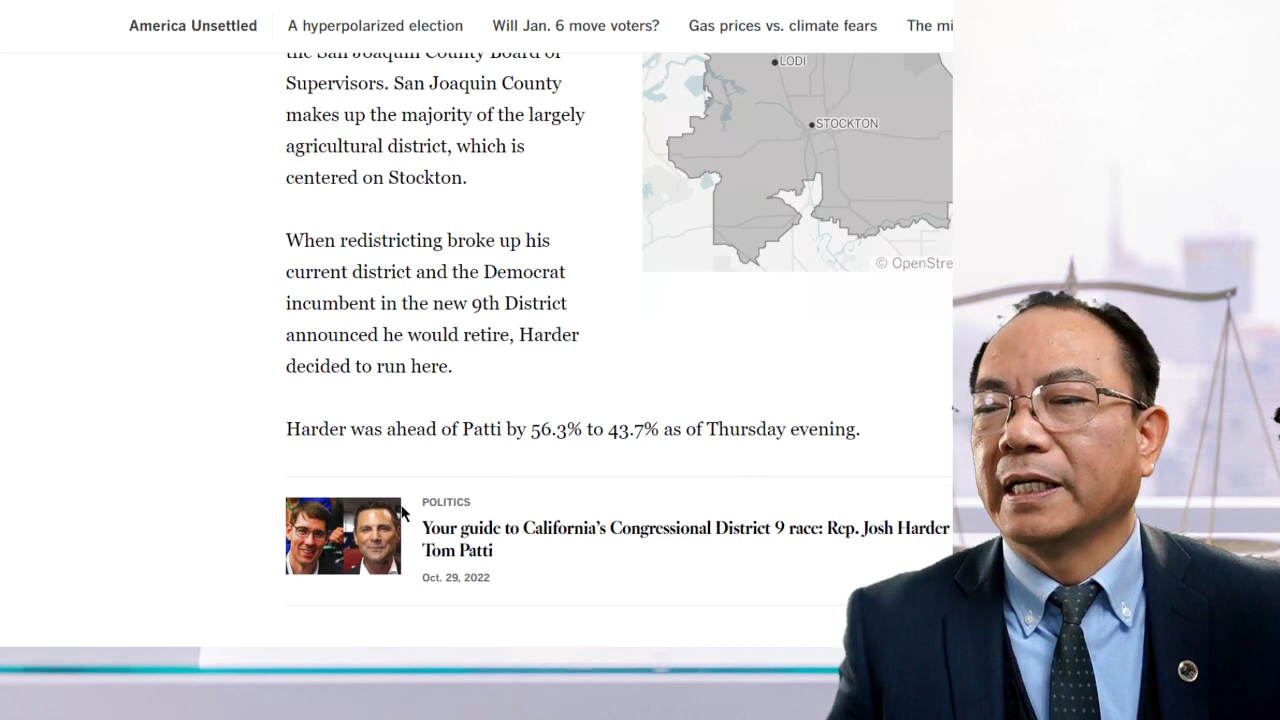 America Unsettled
A hyperpolarized election
Will Jan. 6 move voters?
Gas prices vs. climate fears
The mi
the San Joaquin County Board of
Supervisors. San Joaquin County
makes up the majority of the largely
agricultural district, which is
centered on Stockton.
LODI
STOCKTON
© OpenStre
When redistricting broke up his
current district and the Democrat
incumbent in the new 9th District
announced he would retire, Harder
decided to run here.
Harder was ahead of Patti by 56.3% to 43.7% as of Thursday evening.
POLITICS
Your guide to California’s Congressional District 9 race: Rep. Josh Harder
Tom Patti
Oct. 29, 2022